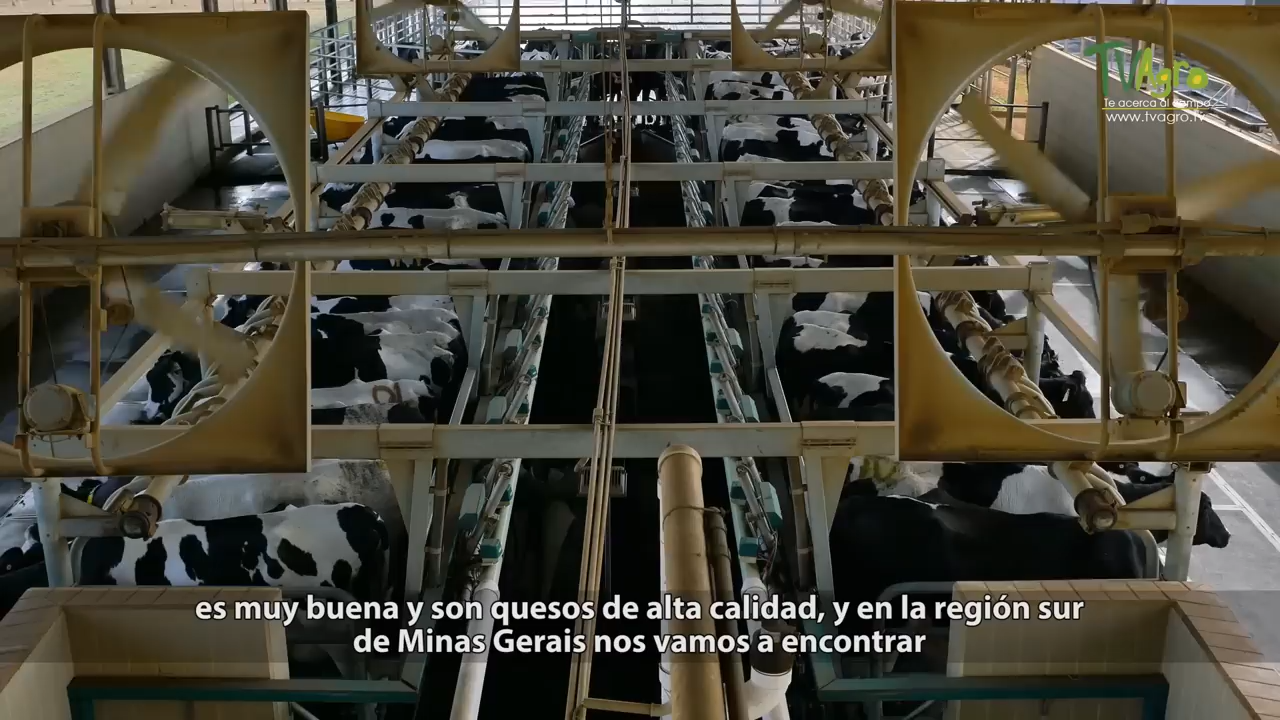 TVAgro
Te acerca al campo
www.tvagro.tv
es muy buena y son quesos de alta calidad, y en la región sur
de Minas Gerais nos vamos a encontrar